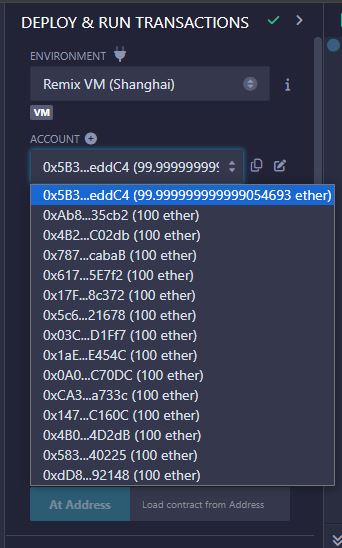 DEPLOY & RUN TRANSACTIONS
ENVIRONMENT
Remix VM (Shanghai)
VM
ACCOUNT
0x5B3...eddC4 (99.999999999
0x5B3...eddC4 (99.999999999999054693 ether)
0xAb8...35cb2 (100 ether)
0x4B2...C02db (100 ether)
0x787...cabaB (100 ether)
0x617...5E7f2 (100 ether)
0x17F...8c372 (100 ether)
0x5c6...21678 (100 ether)
0x03C...D1Ff7 (100 ether)
0x1aE...E454C (100 ether)
0x0A0...C70DC (100 ether)
0xCA3...a733c (100 ether)
0x147...C160C (100 ether)
0x4B0...4D2dB (100 ether)
0x583...40225 (100 ether)
0xdD8...92148 (100 ether)
At Address
Load contract from Address